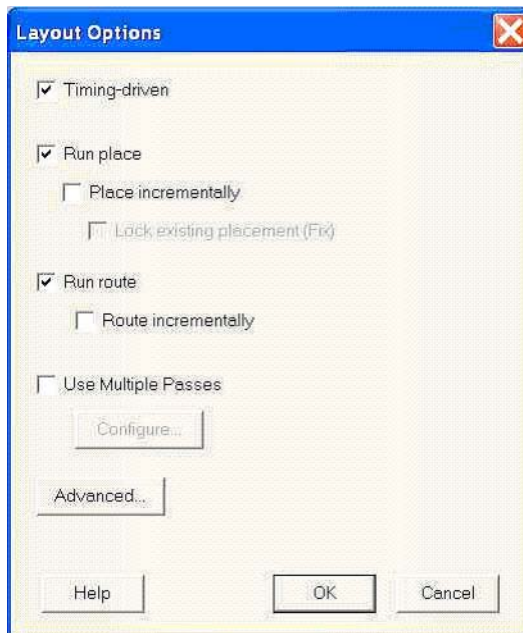 Layout Options
Timing-driven
Run place
Place incrementally
Lock existing placement (Fix)
Run route
Route incrementally
Use Multiple Passes
Configure...
Advanced...
Help OK Cancel